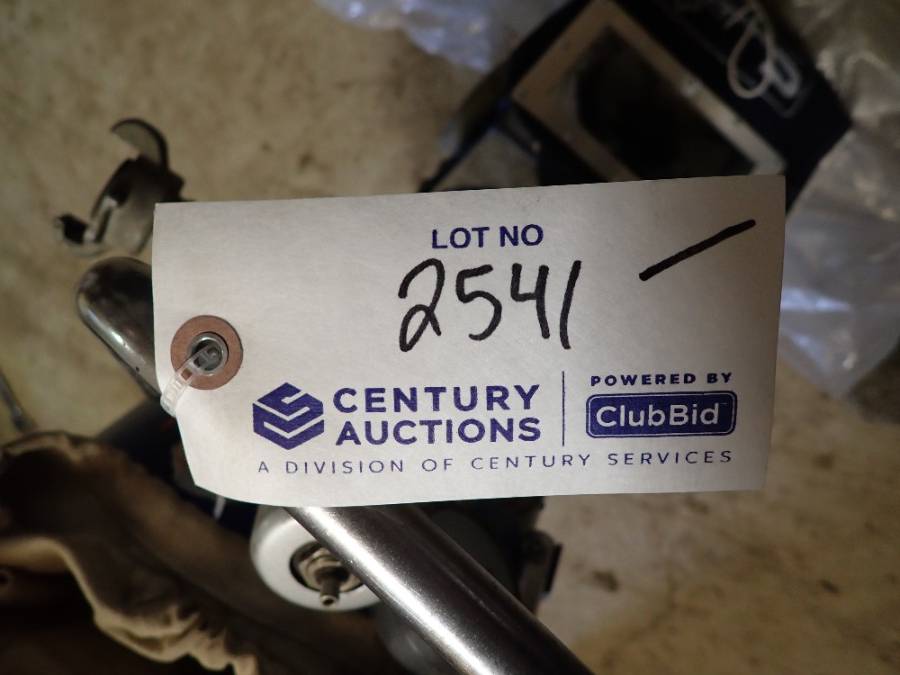 LOT NO
2541 —
CENTURY
AUCTIONS
POWERED BY
ClubBid
A DIVISION OF CENTURY SERVICES